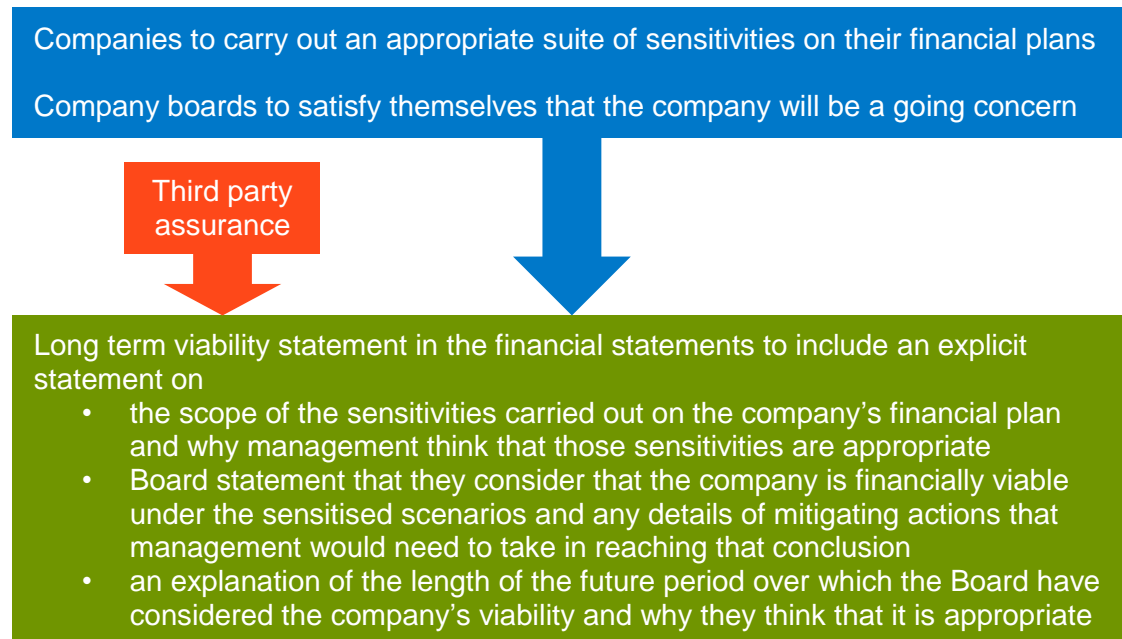 Companies to carry out an appropriate suite of sensitivities on their financial plans
Company boards to satisfy themselves that the company will be a going concern
Third party
assurance
Long term viability statement in the financial statements to include an explicit
statement on
• the scope of the sensitivities carried out on the company’s financial plan
and why management think that those sensitivities are appropriate
• Board statement that they consider that the company is financially viable
under the sensitised scenarios and any details of mitigating actions that
management would need to take in reaching that conclusion
• an explanation of the length of the future period over which the Board have
considered the company’s viability and why they think that it is appropriate